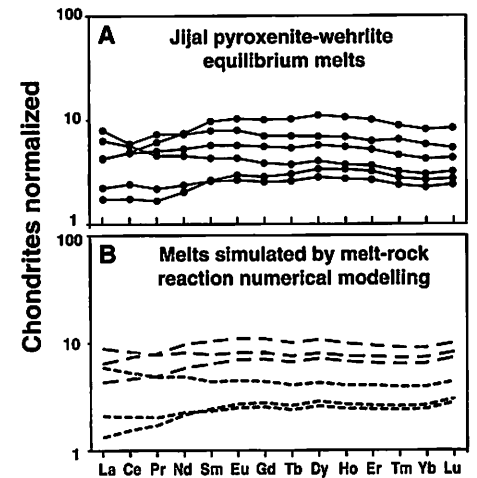 Chondrites normalized
100
A
Jijal pyroxenite-wehrlite
equilibrium melts
10
1
100
B
Melts simulated by melt-rock
reaction numerical modelling
10
1
La Ce Pr Nd Sm Eu Gd Tb Dy Ho Er Tm Yb Lu